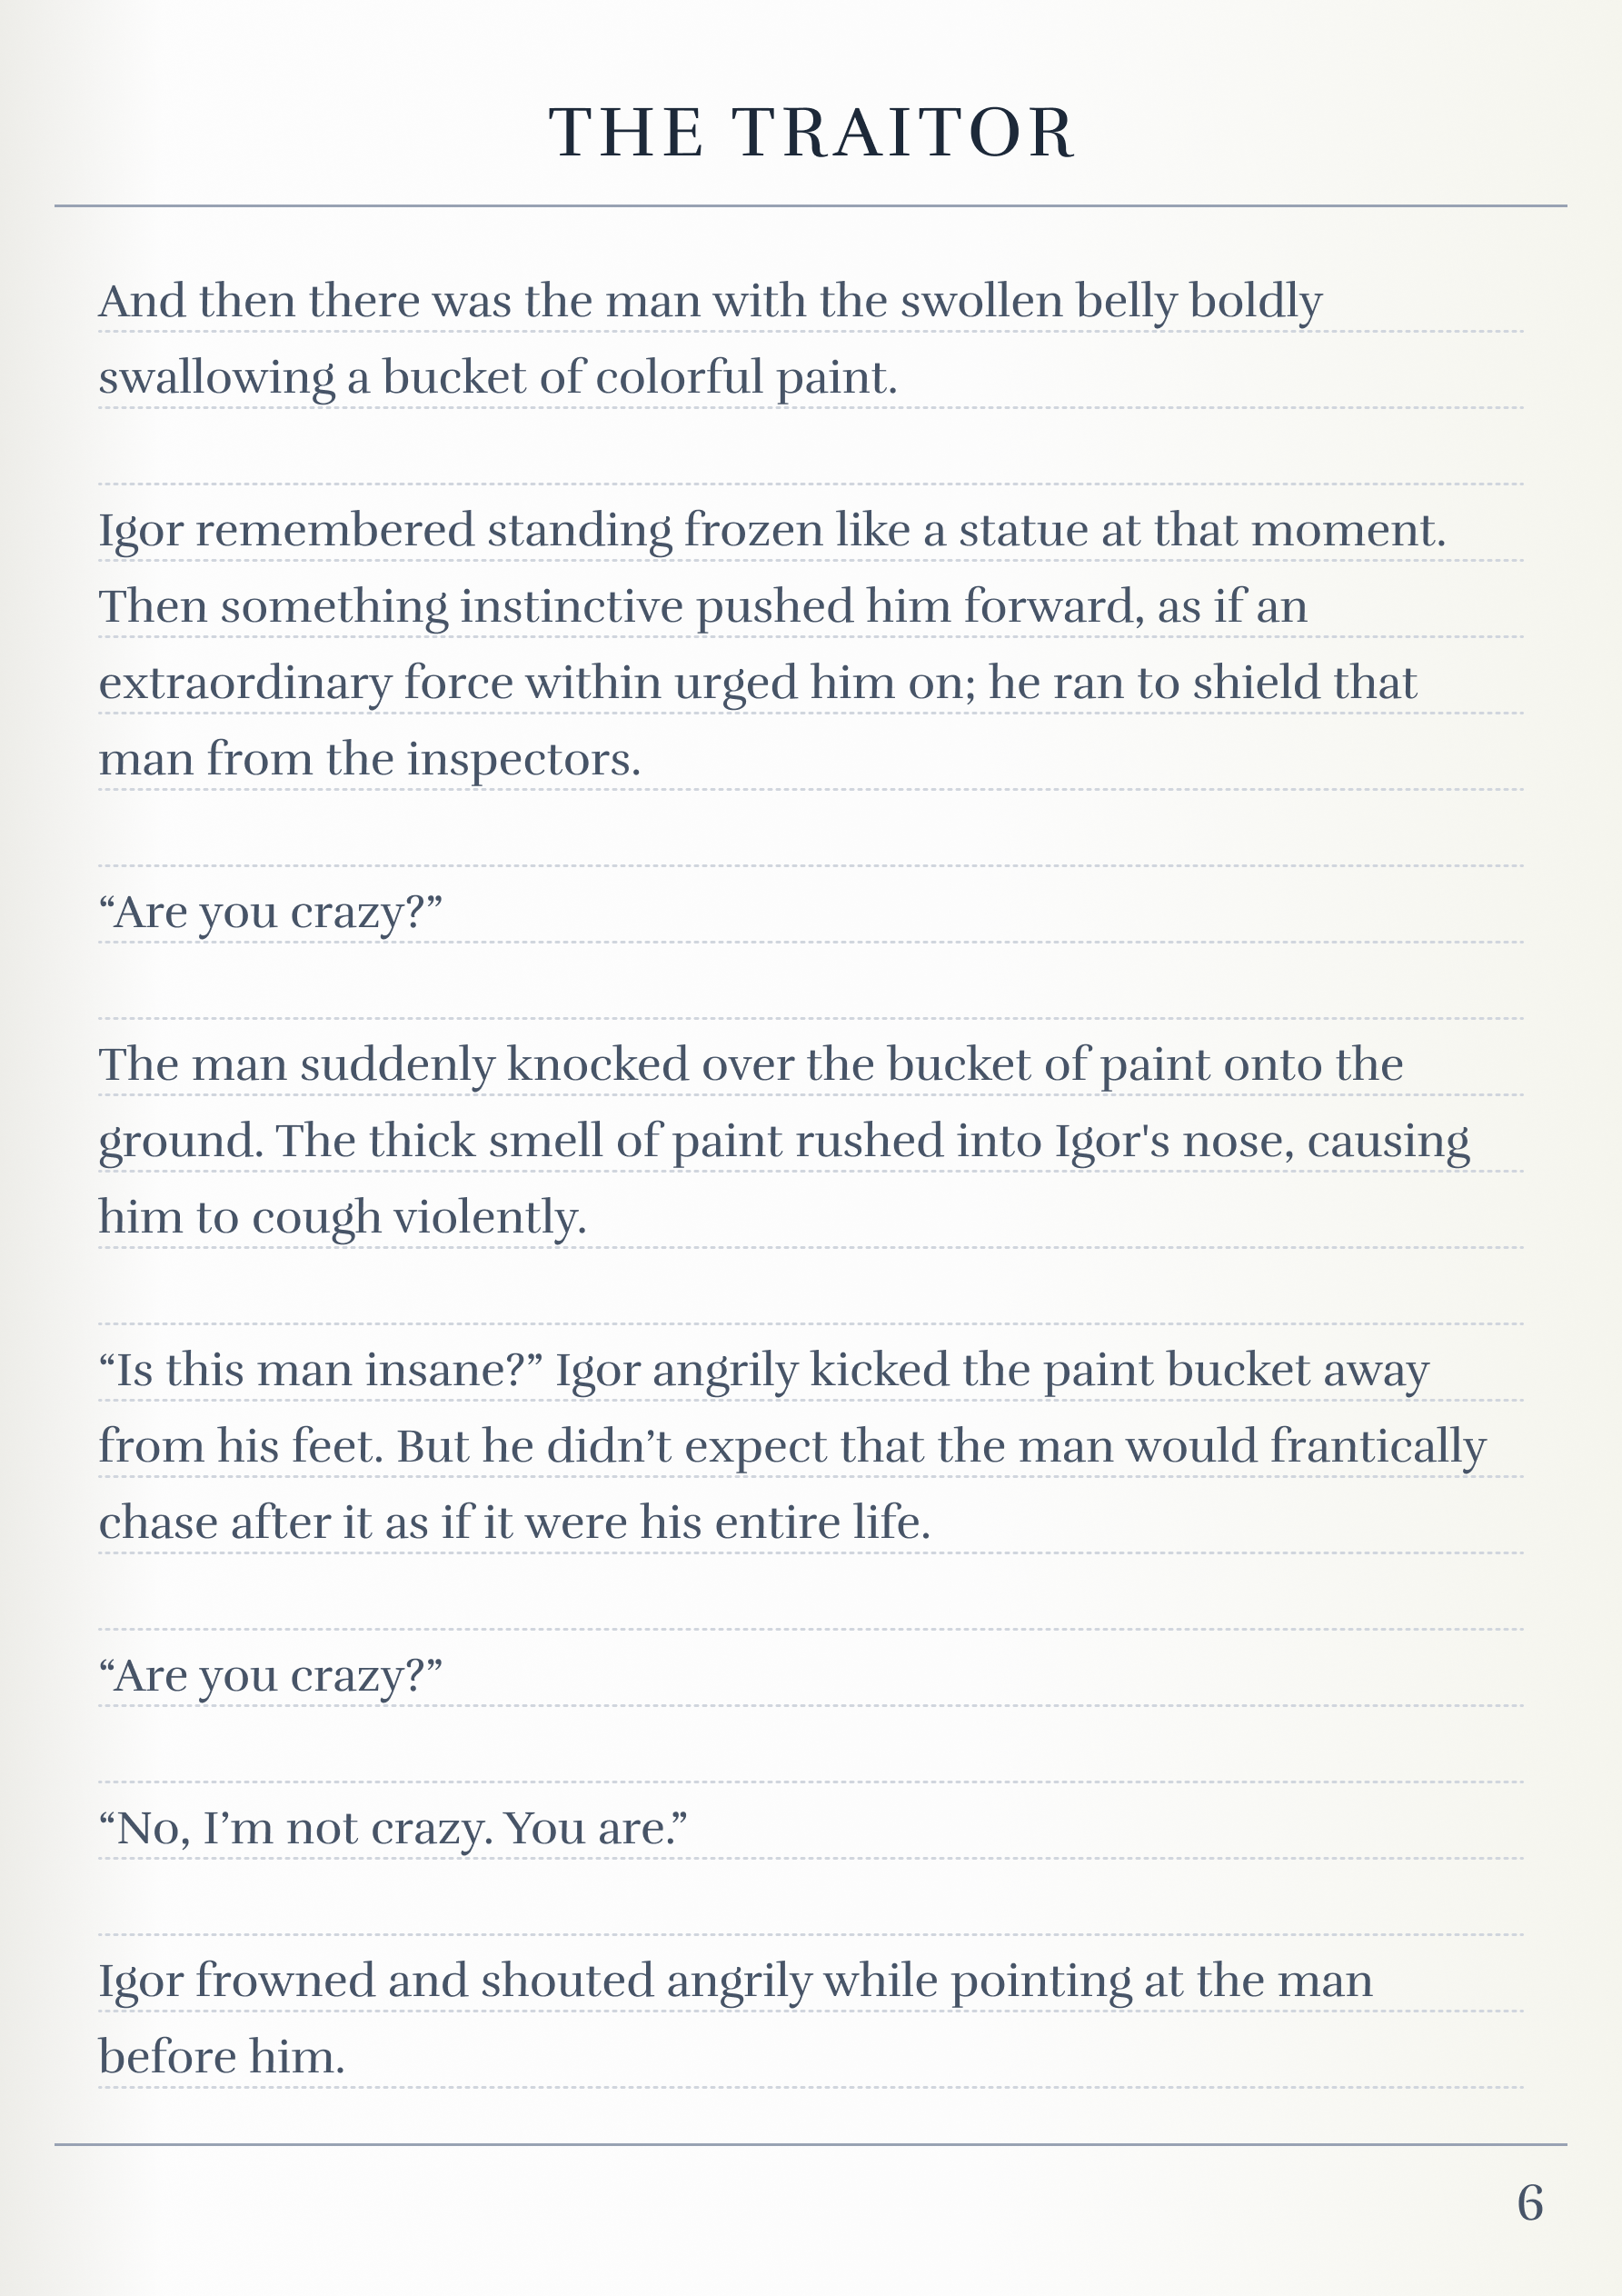 THE TRAITOR
And then there was the man with the swollen belly boldly
swallowing a bucket of colorful paint.
Igor remembered standing frozen like a statue at that moment.
Then something instinctive pushed him forward, as if an
extraordinary force within urged him on; he ran to shield that
man from the inspectors.
“Are you crazy?”
The man suddenly knocked over the bucket of paint onto the
ground. The thick smell of paint rushed into Igor's nose, causing
him to cough violently.
“Is this man insane?” Igor angrily kicked the paint bucket away
from his feet. But he didn’t expect that the man would frantically
chase after it as if it were his entire life.
“Are you crazy?”
“No, I’m not crazy. You are.”
Igor frowned and shouted angrily while pointing at the man
before him.
6